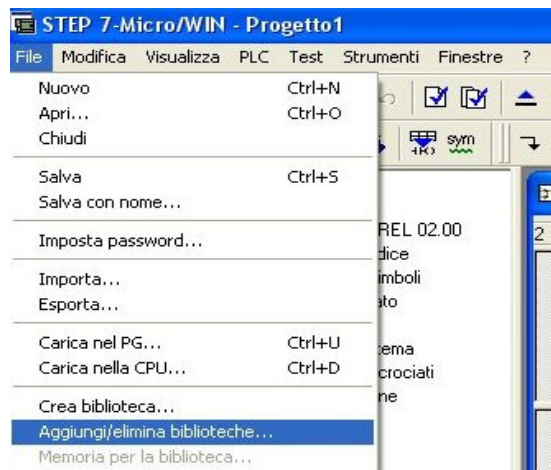 STEP 7-Micro/WIN - Progetto1
File Modifica Visualizza PLC Test Strumenti Finestre ?
Nuovo Ctrl+N
Apri... Ctrl+O
Chiudi
sym
Salva Ctrl+S
Salva con nome...
2
REL 02.00
Imposta password...
dice
imboli
Importa...
ato
Esporta...
Carica nel PG... Ctrl+U
ema
Carica nella CPU... Ctrl+D
crociati
ne
Crea biblioteca...
Aggiungi/elimina biblioteche...
Memoria per la biblioteca...